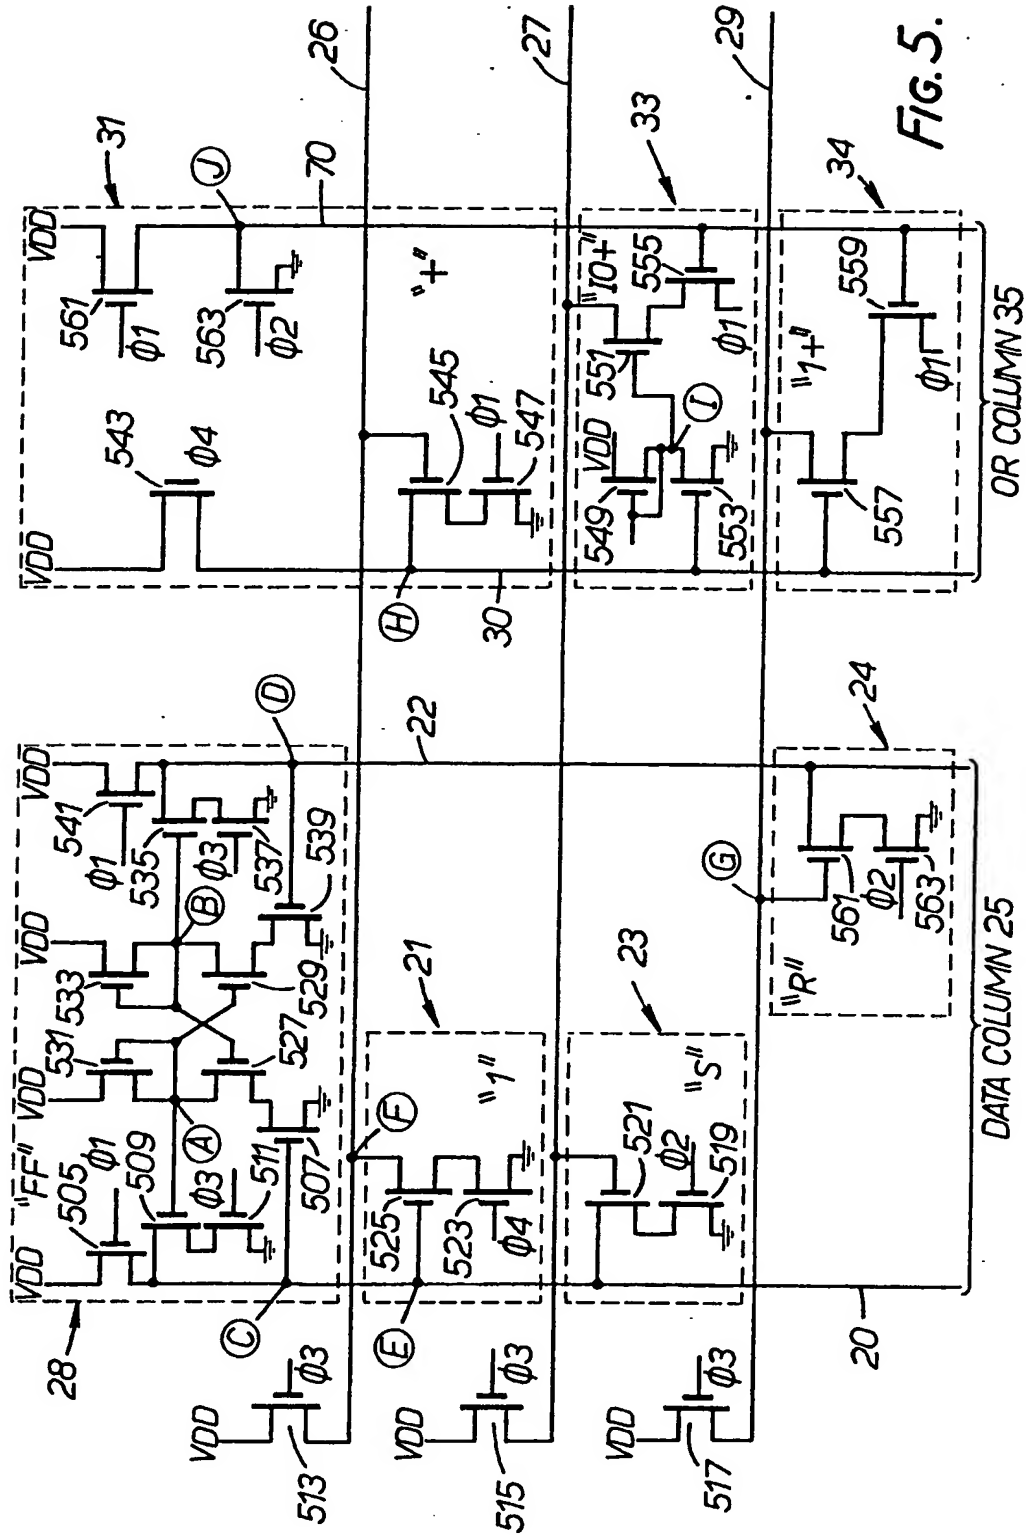 VDD
513
φ3
VDD
515
φ3
VDD
517
φ3
28
"FF"
VDD
505
φ1
509
φ3
511
507
VDD
531
527
VDD
533
529
VDD
541
φ1
535
φ3
537
539
A
B
C
D
22
E
F
"1"
21
525
523
φ4
"S"
23
521
φ2
519
20
G
"R"
24
561
φ2
563
DATA COLUMN 25
VDD
543
φ4
VDD
561
φ1
563
φ2
31
J
70
H
30
"+"
545
φ1
547
26
27
29
"10+"
33
VDD
549
551
553
555
φ1
I
"1+"
34
557
559
φ1
OR COLUMN 35
FIG. 5.